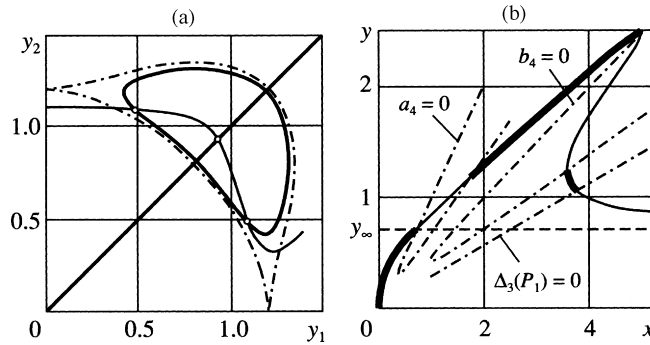 (a)
y₂
1.0
0.5
0
0.5
1.0
y₁
(b)
y
2
1
y∞
0
2
4
x
a₄ = 0
b₄ = 0
Δ₃(P₁) = 0